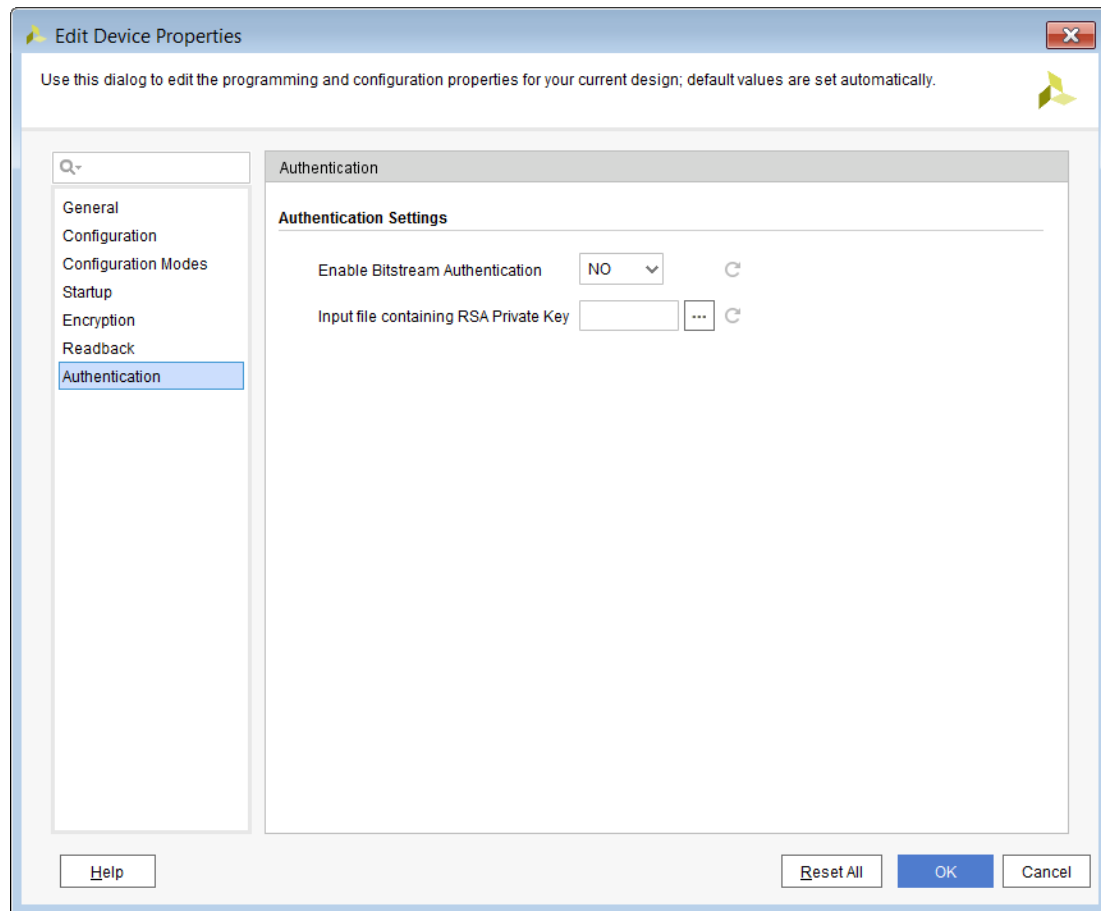 Edit Device Properties
Use this dialog to edit the programming and configuration properties for your current design; default values are set automatically.
Authentication
General
Configuration
Configuration Modes
Startup
Encryption
Readback
Authentication
Authentication Settings
Enable Bitstream Authentication NO
Input file containing RSA Private Key ...
Help Reset All OK Cancel